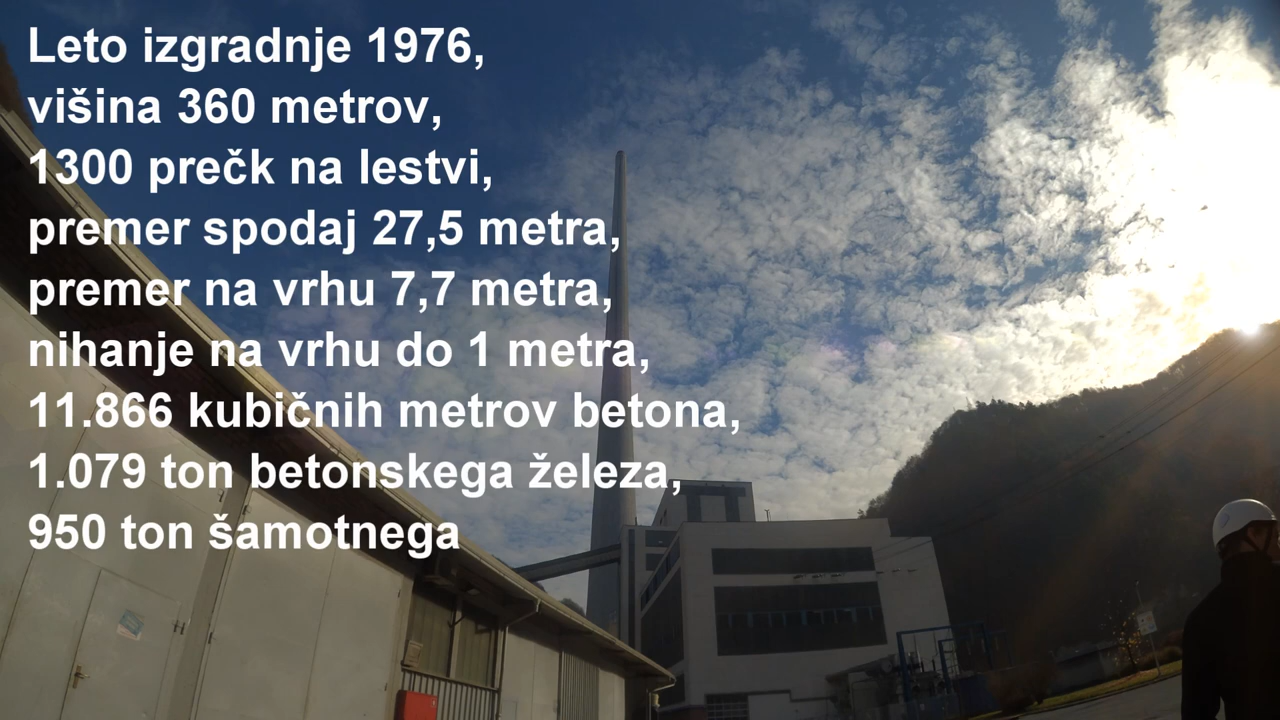 Leto izgradnje 1976,
višina 360 metrov,
1300 prečk na lestvi,
premer spodaj 27,5 metra,
premer na vrhu 7,7 metra,
nihanje na vrhu do 1 metra,
11.866 kubičnih metrov betona,
1.079 ton betonskega železa,
950 ton šamotnega